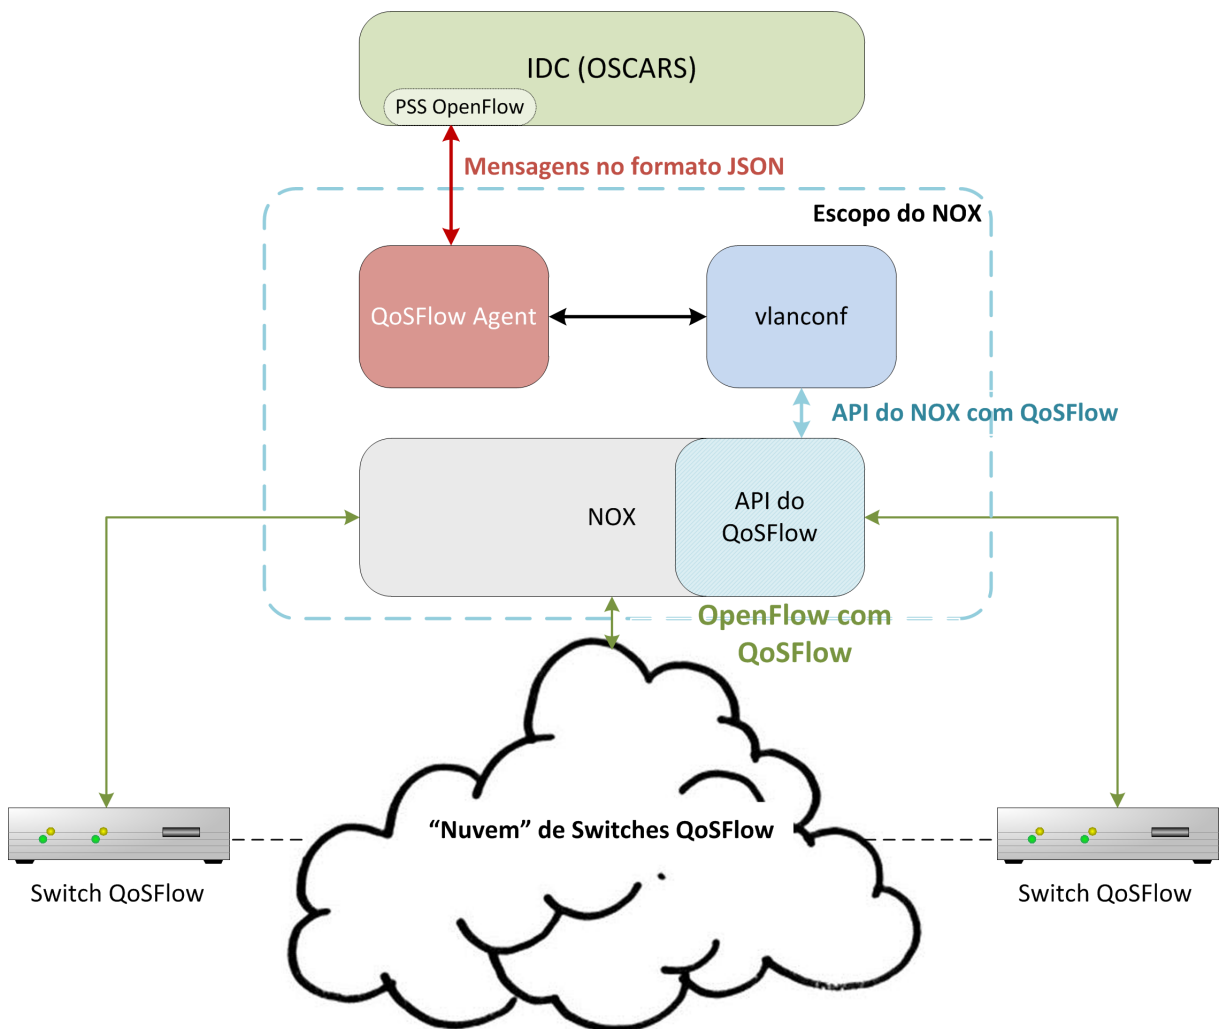 IDC (OSCARS)
PSS OpenFlow
Mensagens no formato JSON
Escopo do NOX
QoSFlow Agent
vlanconf
API do NOX com QoSFlow
NOX
API do
QoSFlow
OpenFlow com
QoSFlow
“Nuvem” de Switches QoSFlow
Switch QoSFlow
Switch QoSFlow